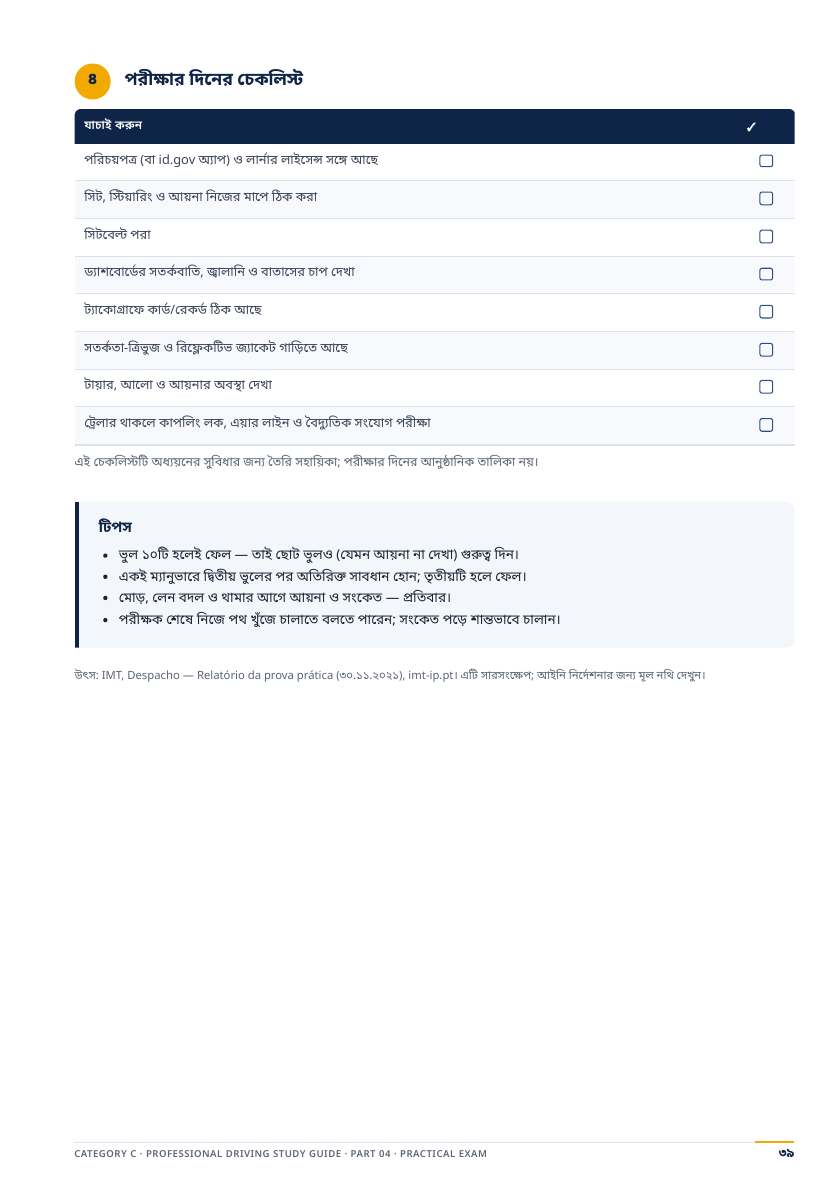 8 পরীক্ষার দিনের চেকলিস্ট
যাচাই করুন ✓
পরিচয়পত্র (বা id.gov অ্যাপ) ও লার্নার লাইসেন্স সঙ্গে আছে
সিট, স্টিয়ারিং ও আয়না নিজের মাপে ঠিক করা
সিটবেল্ট পরা
ড্যাশবোর্ডের সতর্কবাতি, জ্বালানি ও বাতাসের চাপ দেখা
ট্যাকোগ্রাফে কার্ড/রেকর্ড ঠিক আছে
সতর্কতা-ত্রিভুজ ও রিফ্লেকটিভ জ্যাকেট গাড়িতে আছে
টায়ার, আলো ও আয়নার অবস্থা দেখা
ট্রেলার থাকলে কাপলিং লক, এয়ার লাইন ও বৈদ্যুতিক সংযোগ পরীক্ষা
এই চেকলিস্টটি অধ্যয়নের সুবিধার জন্য তৈরি সহায়িকা; পরীক্ষার দিনের আনুষ্ঠানিক তালিকা নয়।
টিপস
• ভুল ১০টি হলেই ফেল — তাই ছোট ভুলও (যেমন আয়না না দেখা) গুরুত্ব দিন।
• একই ম্যানুভারে দ্বিতীয় ভুলের পর অতিরিক্ত সাবধান হোন; তৃতীয়টি হলে ফেল।
• মোড়, লেন বদল ও থামার আগে আয়না ও সংকেত — প্রতিবার।
• পরীক্ষক শেষে নিজে পথ খুঁজে চালাতে বলতে পারেন; সংকেত পড়ে শান্তভাবে চালান।
উৎস: IMT, Despacho — Relatório da prova prática (৩০.১১.২০২১), imt-ip.pt। এটি সারসংক্ষেপ; আইনি নির্দেশনার জন্য মূল নথি দেখুন।
CATEGORY C · PROFESSIONAL DRIVING STUDY GUIDE · PART 04 · PRACTICAL EXAM ৩৯